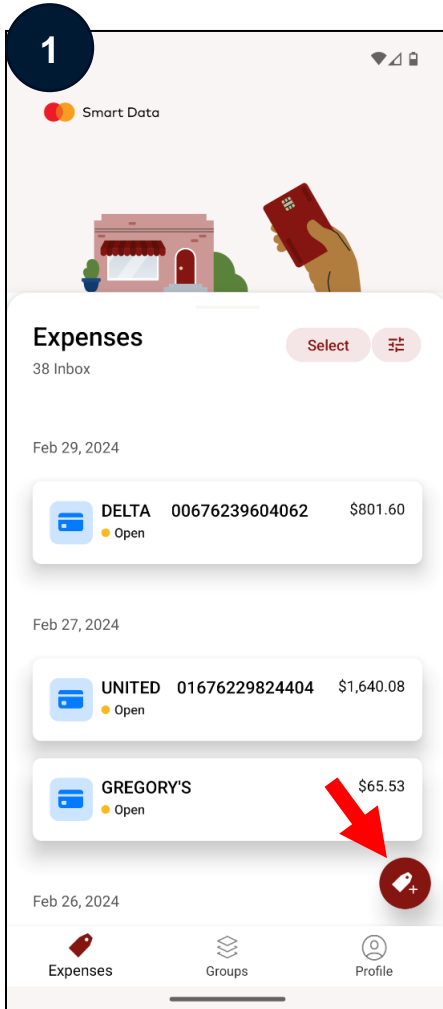 1
Smart Data
Expenses
Select
38 Inbox
Feb 29, 2024
DELTA 00676239604062 $801.60
Open
Feb 27, 2024
UNITED 01676229824404 $1,640.08
Open
GREGORY'S $65.53
Open
Feb 26, 2024
Expenses Groups Profile